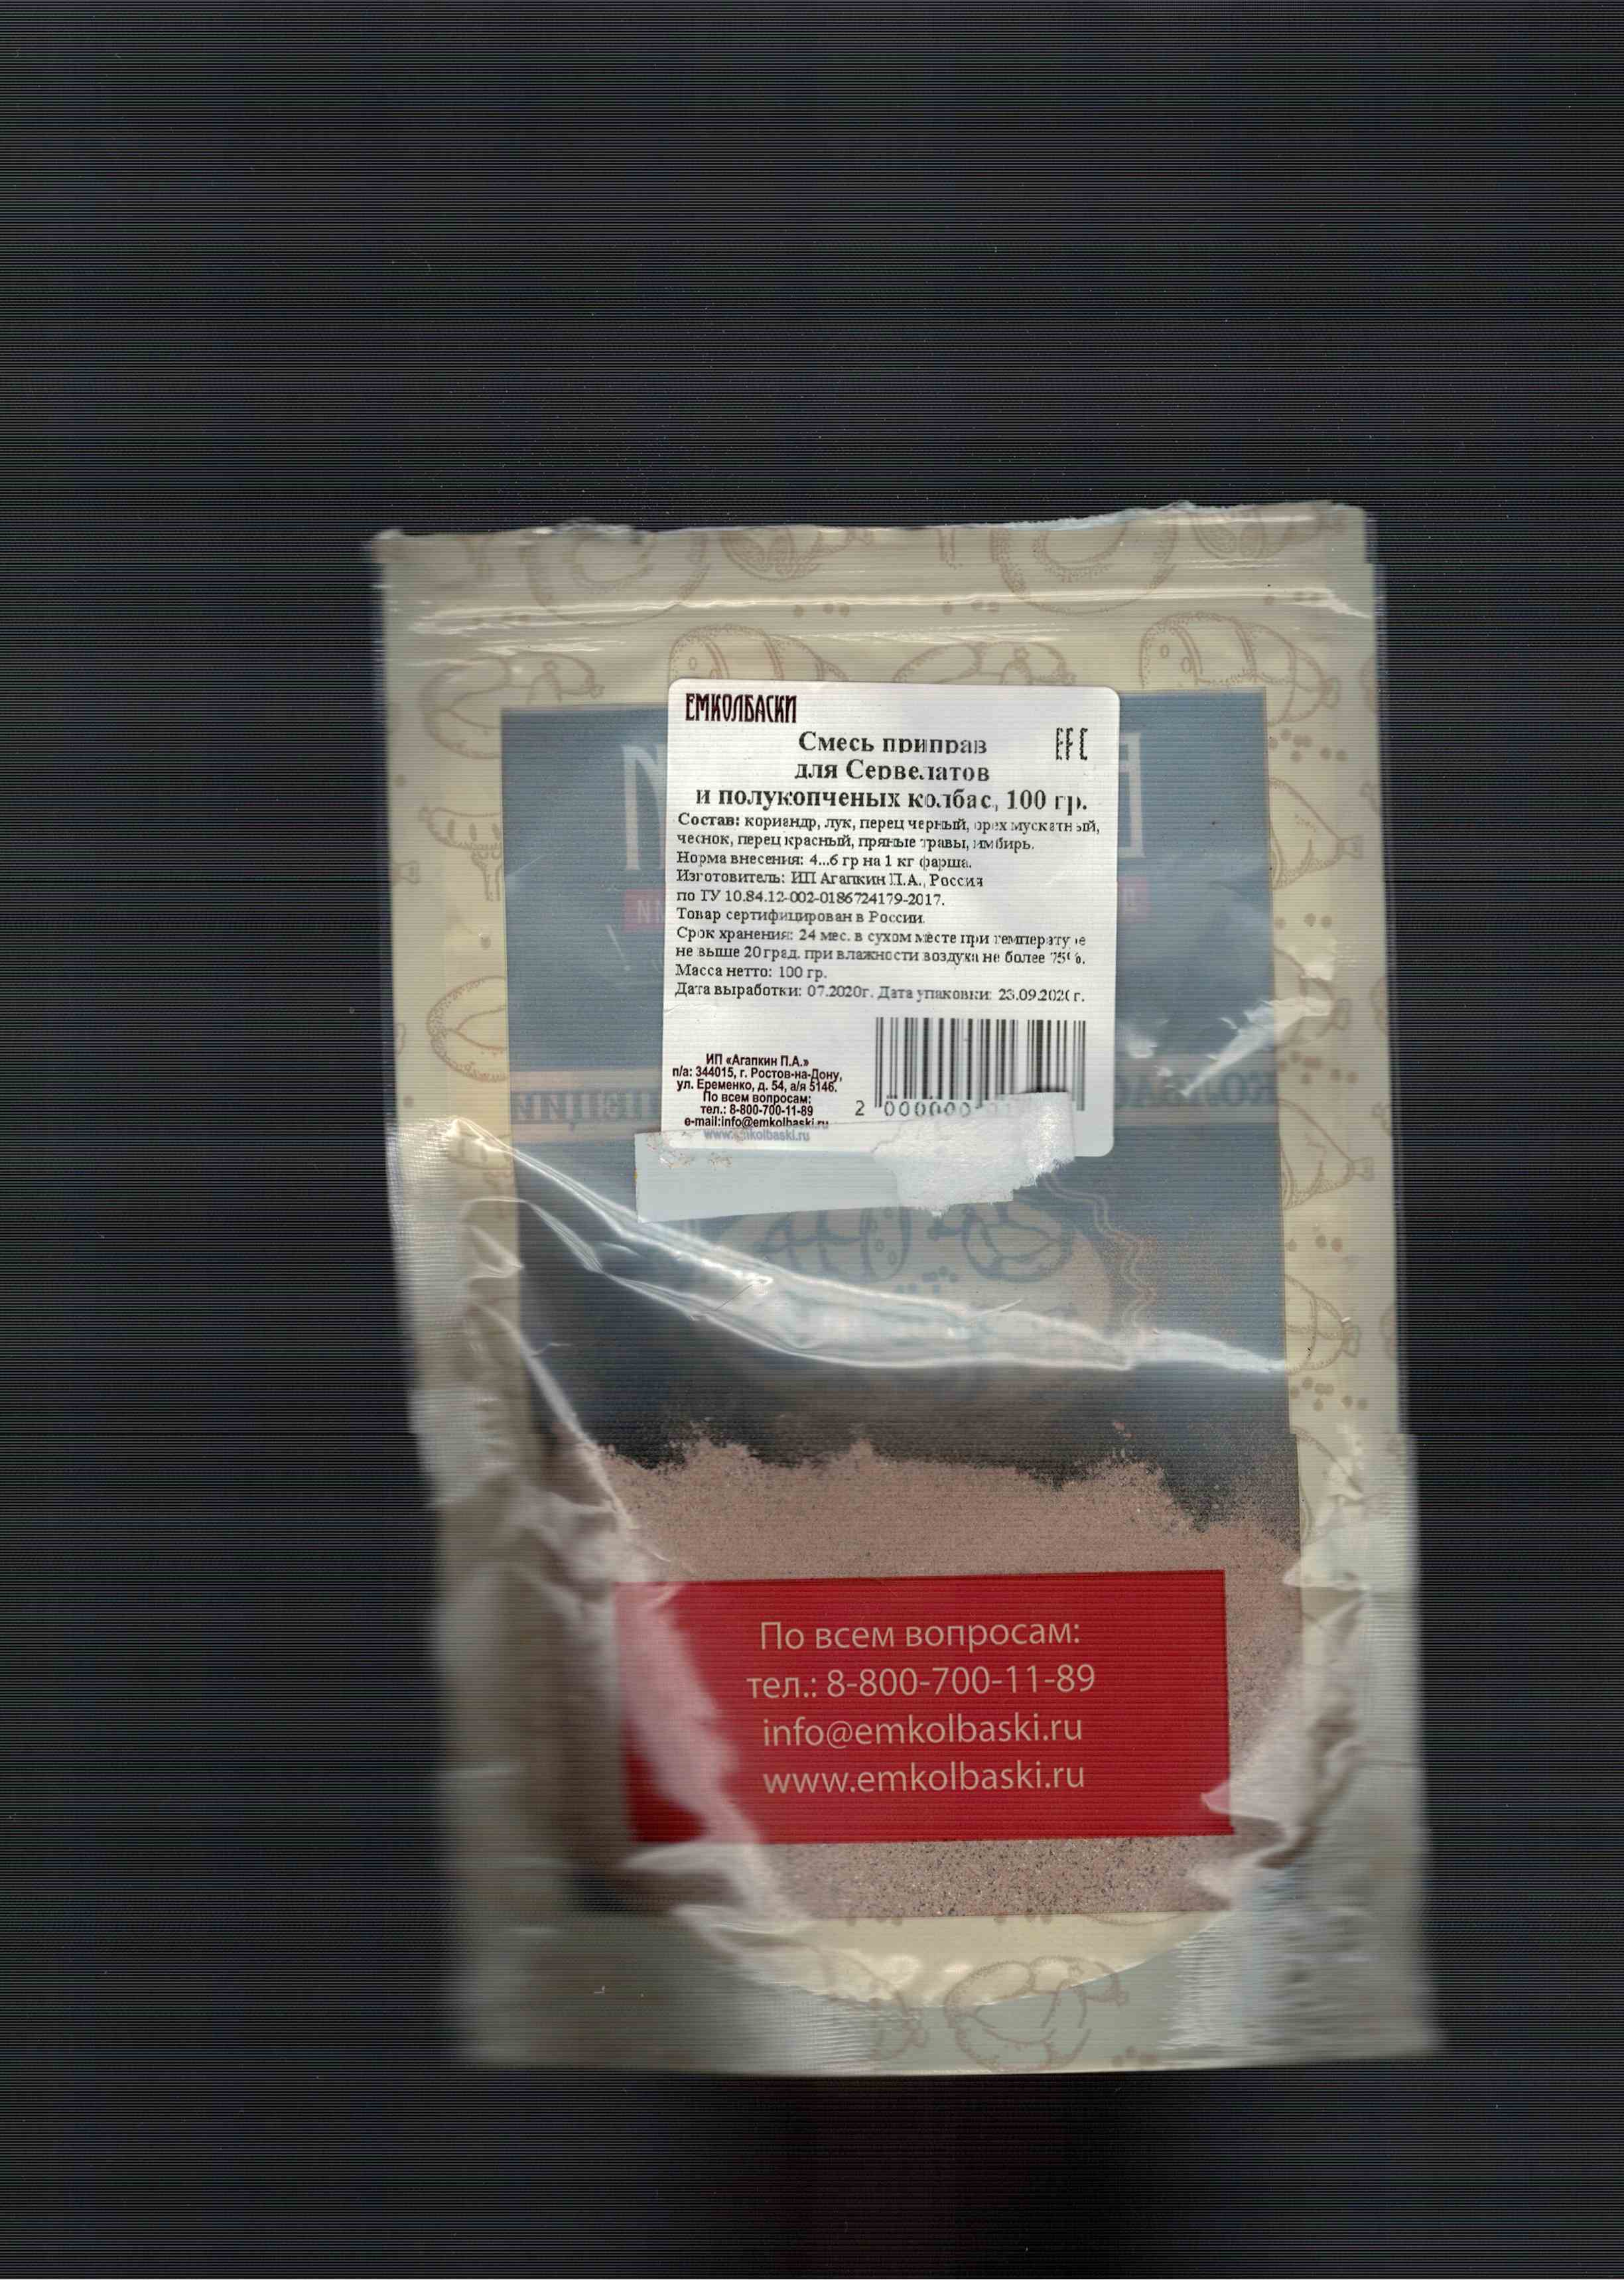 ЕМКОЛБАСКИ
EAC
Смесь приправ
для Сервелатов
и полукопченых колбас, 100 гр.
Состав: кориандр, лук, перец черный, орех мускатный,
чеснок, перец красный, пряные травы, имбирь.
Норма внесения: 4...6 гр на 1 кг фарша.
Изготовитель: ИП Агапкин П.А., Россия
по ТУ 10.84.12-002-0186724179-2017.
Товар сертифицирован в России.
Срок хранения: 24 мес. в сухом месте при температуре
не выше 20 град. при влажности воздуха не более 75%.
Масса нетто: 100 гр.
Дата выработки: 07.2020г. Дата упаковки: 23.09.2020г.
ИП «Агапкин П.А.»
п/а: 344015, г. Ростов-на-Дону,
ул. Еременко, д. 54, а/я 5146.
По всем вопросам:
тел.: 8-800-700-11-89
e-mail:info@emkolbaski.ru
www.emkolbaski.ru
По всем вопросам:
тел.: 8-800-700-11-89
info@emkolbaski.ru
www.emkolbaski.ru